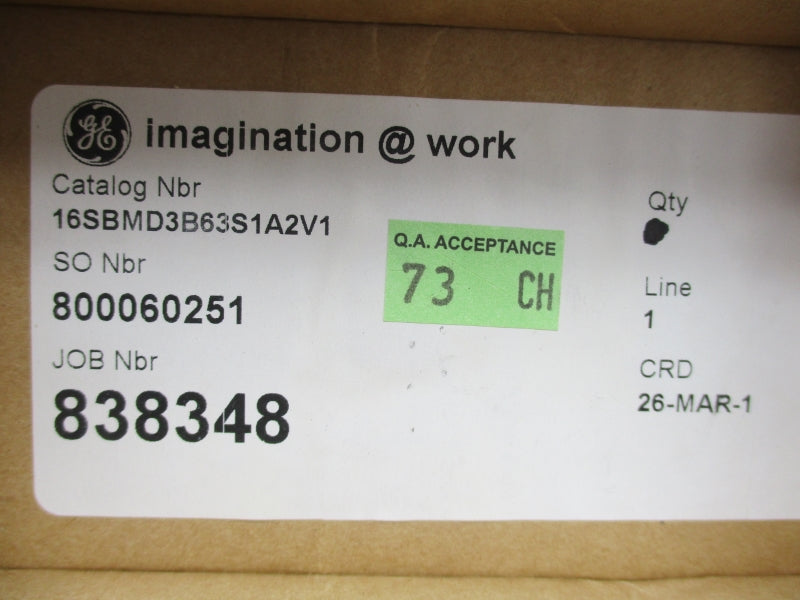 GE imagination @ work
Catalog Nbr
16SBMD3B63S1A2V1
SO Nbr
800060251
JOB Nbr
838348
Q.A. ACCEPTANCE
73 CH
Qty
Line
1
CRD
26-MAR-1